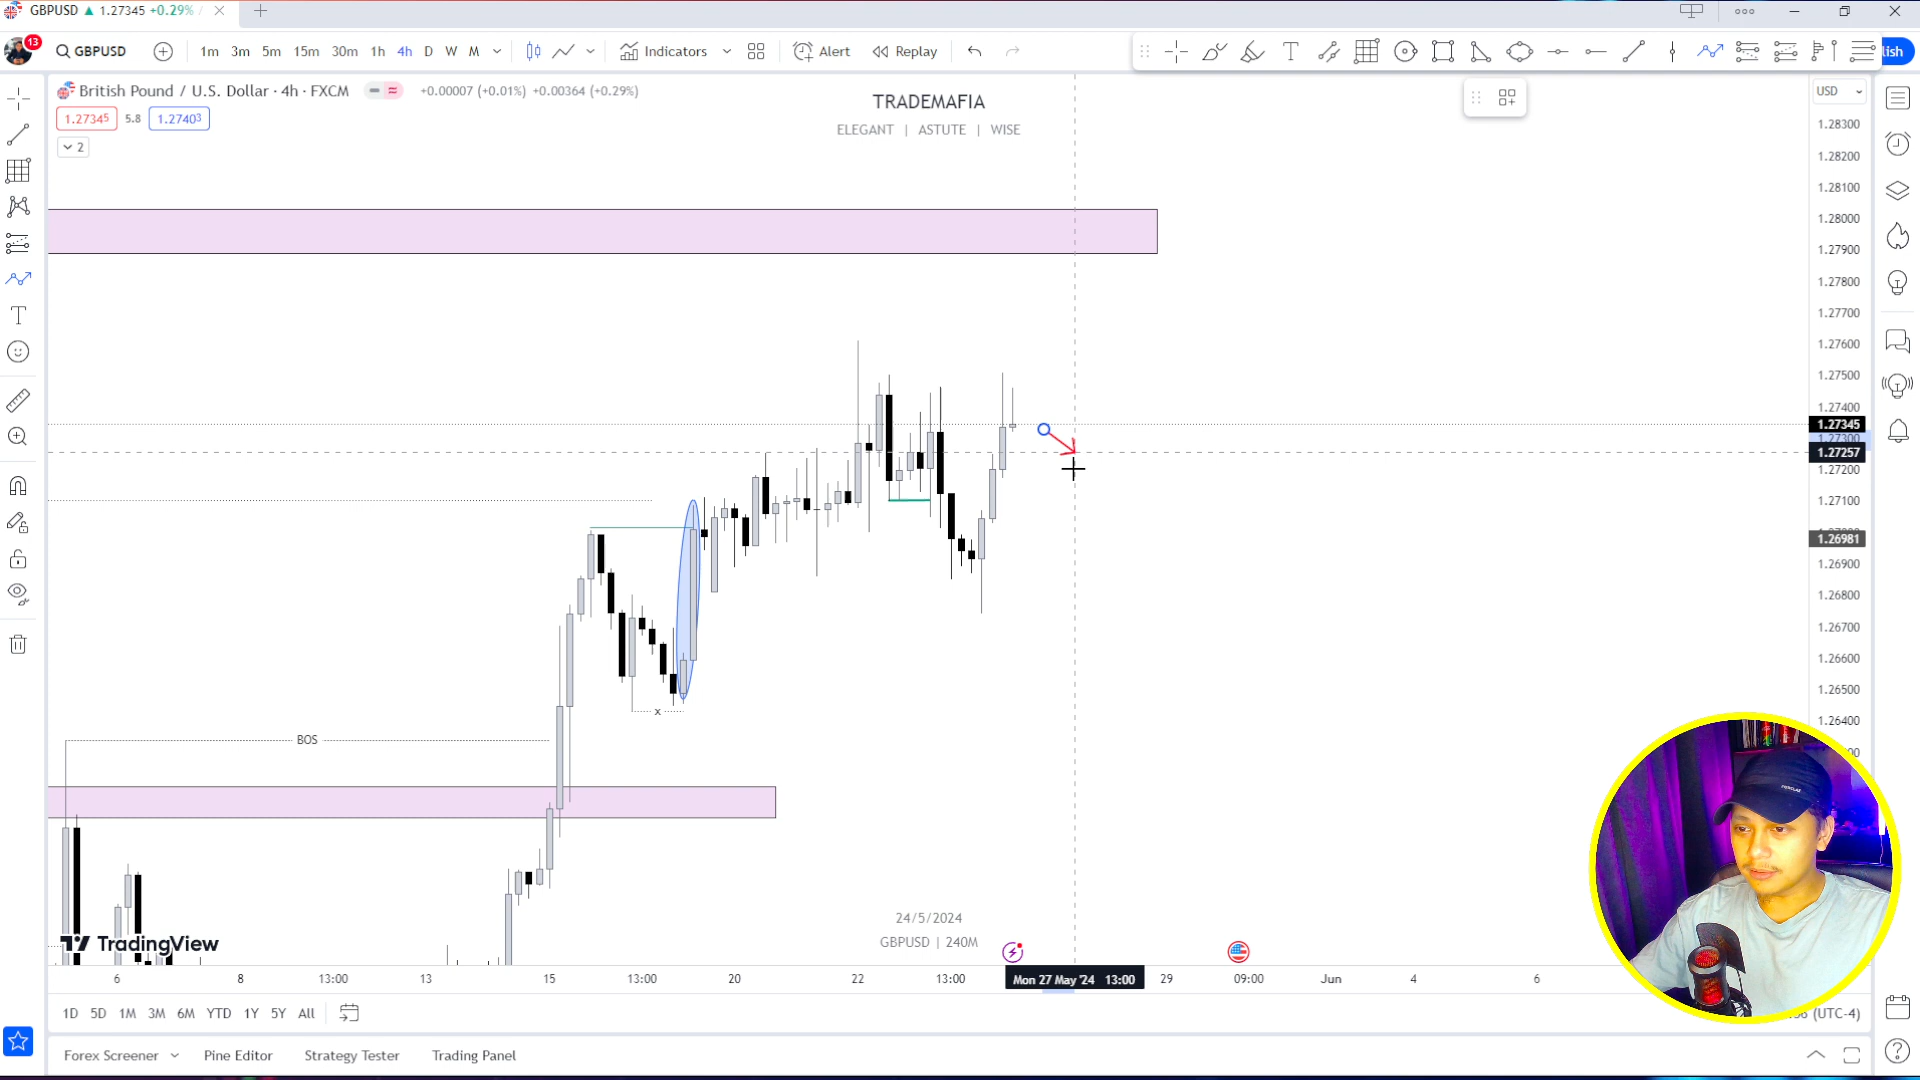 GBPUSD ▲ 1.27345 +0.29% /
13
GBPUSD
1m 3m 5m 15m 30m 1h 4h D W M
Indicators
Alert
Replay
lish
British Pound / U.S. Dollar · 4h · FXCM
+0.00007 (+0.01%) +0.00364 (+0.29%)
1.27345
5.8
1.27403
2
TRADEMAFIA
ELEGANT | ASTUTE | WISE
USD
1.28300
1.28200
1.28100
1.28000
1.27900
1.27800
1.27700
1.27600
1.27500
1.27400
1.27345
1.27300
1.27257
1.27200
1.27100
1.26981
1.26900
1.26800
1.26700
1.26600
1.26500
1.26400
x
BOS
24/5/2024
GBPUSD | 240M
TradingView
6 8 13:00 13 15 13:00 20 22 13:00 Mon 27 May '24 13:00 29 09:00 Jun 4 6
1D 5D 1M 3M 6M YTD 1Y 5Y All
(UTC-4)
Forex Screener Pine Editor Strategy Tester Trading Panel